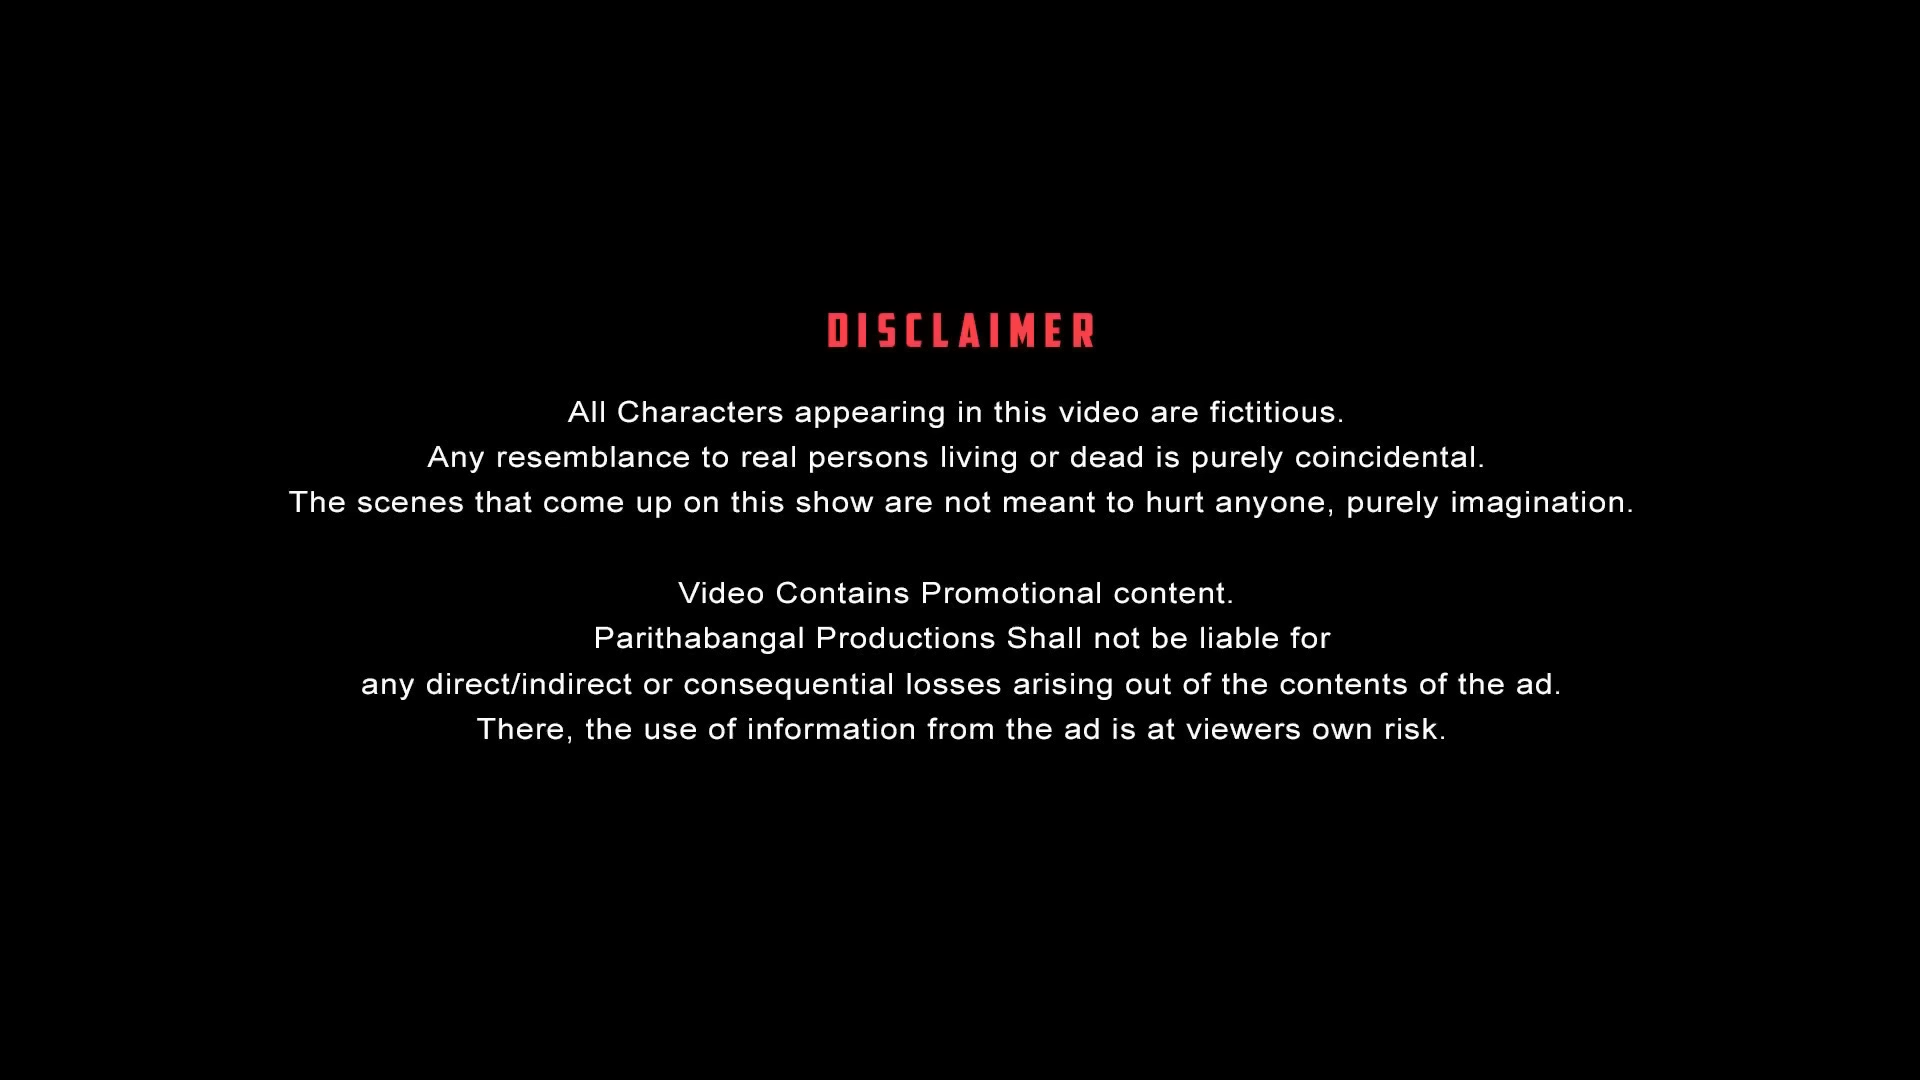 DISCLAIMER
All Characters appearing in this video are fictitious.
Any resemblance to real persons living or dead is purely coincidental.
The scenes that come up on this show are not meant to hurt anyone, purely imagination.
Video Contains Promotional content.
Parithabangal Productions Shall not be liable for
any direct/indirect or consequential losses arising out of the contents of the ad.
There, the use of information from the ad is at viewers own risk.